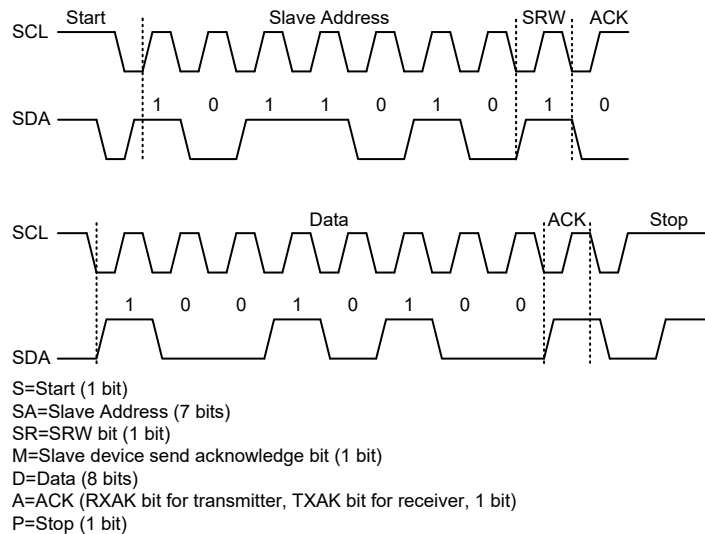 Start Slave Address SRW ACK
SCL
1 0 1 1 0 1 0 1 0
SDA
Data ACK Stop
SCL
1 0 0 1 0 1 0 0
SDA
S=Start (1 bit)
SA=Slave Address (7 bits)
SR=SRW bit (1 bit)
M=Slave device send acknowledge bit (1 bit)
D=Data (8 bits)
A=ACK (RXAK bit for transmitter, TXAK bit for receiver, 1 bit)
P=Stop (1 bit)